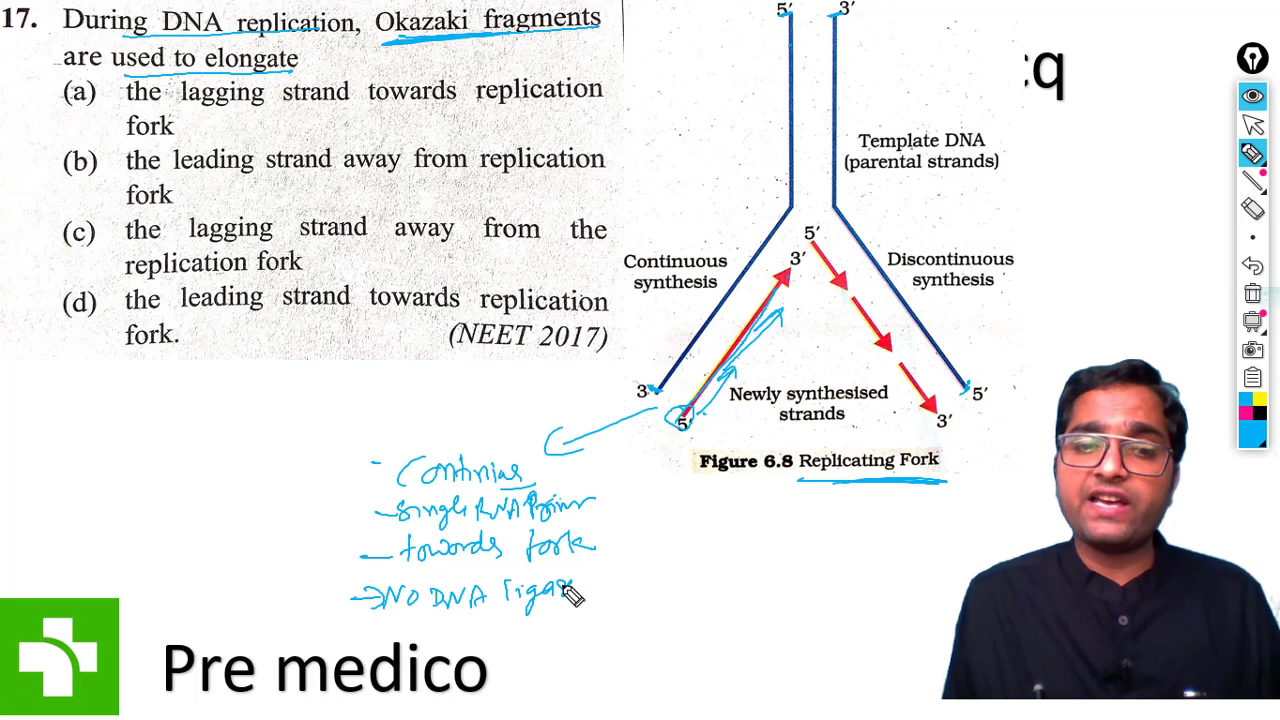 17. During DNA replication, Okazaki fragments
are used to elongate
(a) the lagging strand towards replication
fork
(b) the leading strand away from replication
fork
(c) the lagging strand away from the
replication fork
(d) the leading strand towards replication
fork. (NEET 2017)
5' 3'
cq
Template DNA
(parental strands)
5'
3'
Continuous
synthesis
Discontinuous
synthesis
3'
5'
Newly synthesised
strands
5'
3'
Figure 6.8 Replicating Fork
Continius
single RNA Primer
towords fork
No DNA ligase
Pre medico